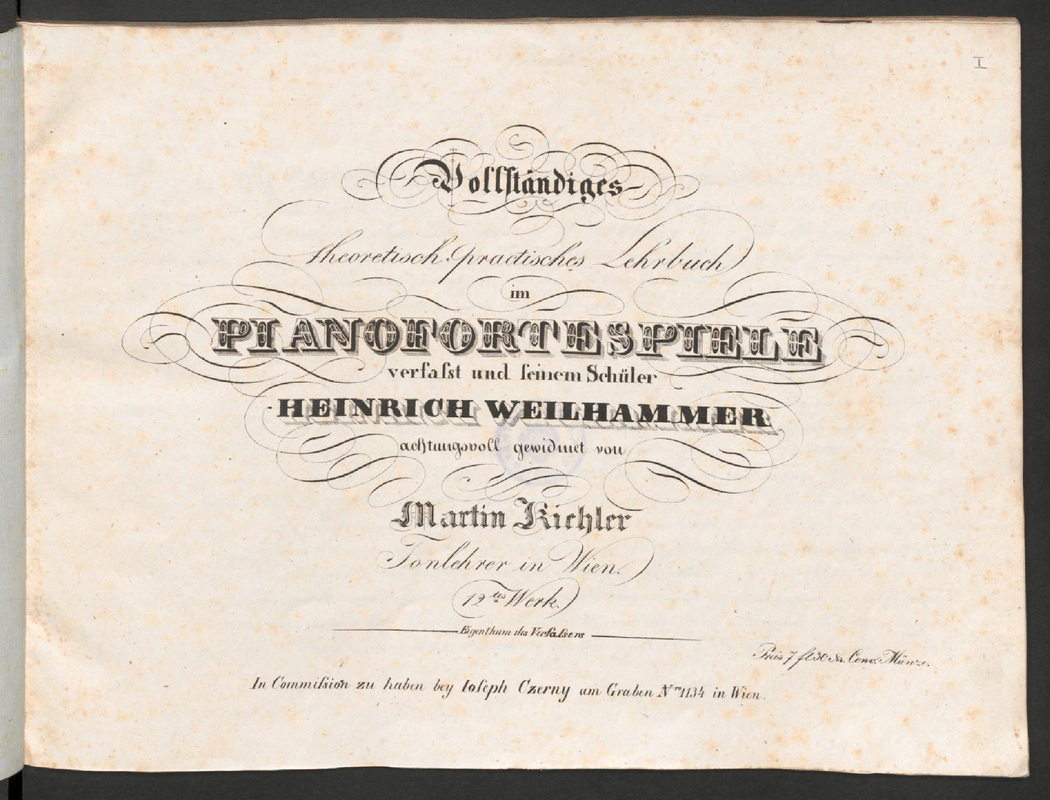 I
Vollständiges
theoretisch-practisches Lehrbuch
im
PIANOFORTESPIELE
verfaſst und ſeinem Schüler
HEINRICH WEILHAMMER
achtungsvoll gewidmet von
Martin Kichler
Tonlehrer in Wien.
12tes Werk.
Eigenthum des Verfaſsers
Preis 7 fl 30 Xr. Conv. Münze.
In Commiſsion zu haben bey Ioſeph Czerny am Graben Nro 1134 in Wien.